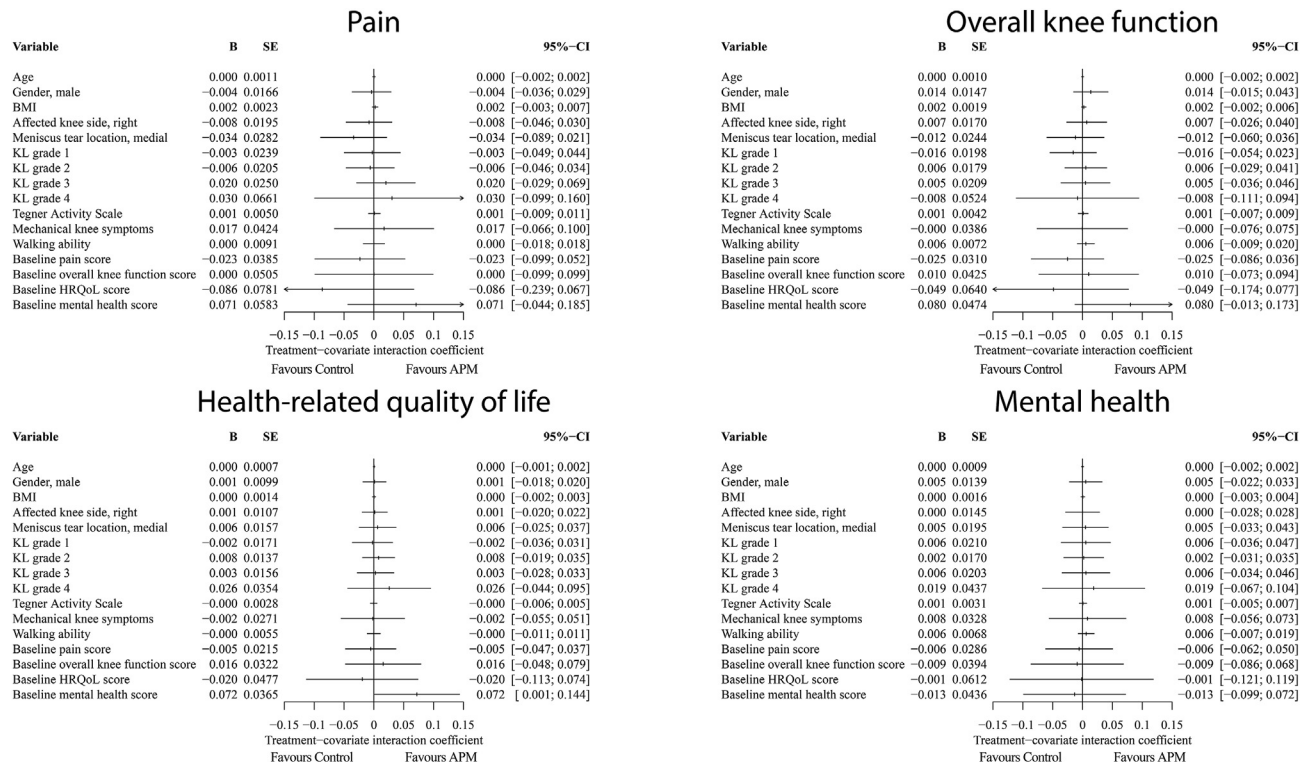 Pain
Variable B SE 95%−CI
Age 0.000 0.0011 0.000 [−0.002; 0.002]
Gender, male −0.004 0.0166 −0.004 [−0.036; 0.029]
BMI 0.002 0.0023 0.002 [−0.003; 0.007]
Affected knee side, right −0.008 0.0195 −0.008 [−0.046; 0.030]
Meniscus tear location, medial −0.034 0.0282 −0.034 [−0.089; 0.021]
KL grade 1 −0.003 0.0239 −0.003 [−0.049; 0.044]
KL grade 2 −0.006 0.0205 −0.006 [−0.046; 0.034]
KL grade 3 0.020 0.0250 0.020 [−0.029; 0.069]
KL grade 4 0.030 0.0661 0.030 [−0.099; 0.160]
Tegner Activity Scale 0.001 0.0050 0.001 [−0.009; 0.011]
Mechanical knee symptoms 0.017 0.0424 0.017 [−0.066; 0.100]
Walking ability 0.000 0.0091 0.000 [−0.018; 0.018]
Baseline pain score −0.023 0.0385 −0.023 [−0.099; 0.052]
Baseline overall knee function score 0.000 0.0505 0.000 [−0.099; 0.099]
Baseline HRQoL score −0.086 0.0781 −0.086 [−0.239; 0.067]
Baseline mental health score 0.071 0.0583 0.071 [−0.044; 0.185]
−0.15 −0.05 0 0.05 0.1 0.15
Treatment−covariate interaction coefficient
Favours Control Favours APM
Overall knee function
Variable B SE 95%−CI
Age 0.000 0.0010 0.000 [−0.002; 0.002]
Gender, male 0.014 0.0147 0.014 [−0.015; 0.043]
BMI 0.002 0.0019 0.002 [−0.002; 0.006]
Affected knee side, right 0.007 0.0170 0.007 [−0.026; 0.040]
Meniscus tear location, medial −0.012 0.0244 −0.012 [−0.060; 0.036]
KL grade 1 −0.016 0.0198 −0.016 [−0.054; 0.023]
KL grade 2 0.006 0.0179 0.006 [−0.029; 0.041]
KL grade 3 0.005 0.0209 0.005 [−0.036; 0.046]
KL grade 4 −0.008 0.0524 −0.008 [−0.111; 0.094]
Tegner Activity Scale 0.001 0.0042 0.001 [−0.007; 0.009]
Mechanical knee symptoms −0.000 0.0386 −0.000 [−0.076; 0.075]
Walking ability 0.006 0.0072 0.006 [−0.009; 0.020]
Baseline pain score −0.025 0.0310 −0.025 [−0.086; 0.036]
Baseline overall knee function score 0.010 0.0425 0.010 [−0.073; 0.094]
Baseline HRQoL score −0.049 0.0640 −0.049 [−0.174; 0.077]
Baseline mental health score 0.080 0.0474 0.080 [−0.013; 0.173]
−0.15 −0.05 0 0.05 0.1 0.15
Treatment−covariate interaction coefficient
Favours Control Favours APM
Health-related quality of life
Variable B SE 95%−CI
Age 0.000 0.0007 0.000 [−0.001; 0.002]
Gender, male 0.001 0.0099 0.001 [−0.018; 0.020]
BMI 0.000 0.0014 0.000 [−0.002; 0.003]
Affected knee side, right 0.001 0.0107 0.001 [−0.020; 0.022]
Meniscus tear location, medial 0.006 0.0157 0.006 [−0.025; 0.037]
KL grade 1 −0.002 0.0171 −0.002 [−0.036; 0.031]
KL grade 2 0.008 0.0137 0.008 [−0.019; 0.035]
KL grade 3 0.003 0.0156 0.003 [−0.028; 0.033]
KL grade 4 0.026 0.0354 0.026 [−0.044; 0.095]
Tegner Activity Scale −0.000 0.0028 −0.000 [−0.006; 0.005]
Mechanical knee symptoms −0.002 0.0271 −0.002 [−0.055; 0.051]
Walking ability −0.000 0.0055 −0.000 [−0.011; 0.011]
Baseline pain score −0.005 0.0215 −0.005 [−0.047; 0.037]
Baseline overall knee function score 0.016 0.0322 0.016 [−0.048; 0.079]
Baseline HRQoL score −0.020 0.0477 −0.020 [−0.113; 0.074]
Baseline mental health score 0.072 0.0365 0.072 [ 0.001; 0.144]
−0.15 −0.05 0 0.05 0.1 0.15
Treatment−covariate interaction coefficient
Favours Control Favours APM
Mental health
Variable B SE 95%−CI
Age 0.000 0.0009 0.000 [−0.002; 0.002]
Gender, male 0.005 0.0139 0.005 [−0.022; 0.033]
BMI 0.000 0.0016 0.000 [−0.003; 0.004]
Affected knee side, right 0.000 0.0145 0.000 [−0.028; 0.028]
Meniscus tear location, medial 0.005 0.0195 0.005 [−0.033; 0.043]
KL grade 1 0.006 0.0210 0.006 [−0.036; 0.047]
KL grade 2 0.002 0.0170 0.002 [−0.031; 0.035]
KL grade 3 0.006 0.0203 0.006 [−0.034; 0.046]
KL grade 4 0.019 0.0437 0.019 [−0.067; 0.104]
Tegner Activity Scale 0.001 0.0031 0.001 [−0.005; 0.007]
Mechanical knee symptoms 0.008 0.0328 0.008 [−0.056; 0.073]
Walking ability 0.006 0.0068 0.006 [−0.007; 0.019]
Baseline pain score −0.006 0.0286 −0.006 [−0.062; 0.050]
Baseline overall knee function score −0.009 0.0394 −0.009 [−0.086; 0.068]
Baseline HRQoL score −0.001 0.0612 −0.001 [−0.121; 0.119]
Baseline mental health score −0.013 0.0436 −0.013 [−0.099; 0.072]
−0.15 −0.05 0 0.05 0.1 0.15
Treatment−covariate interaction coefficient
Favours Control Favours APM